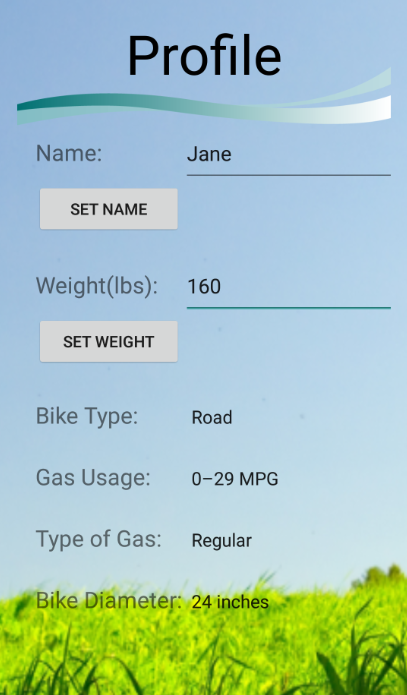 Profile
Name: Jane
SET NAME
Weight(lbs): 160
SET WEIGHT
Bike Type: Road
Gas Usage: 0–29 MPG
Type of Gas: Regular
Bike Diameter: 24 inches